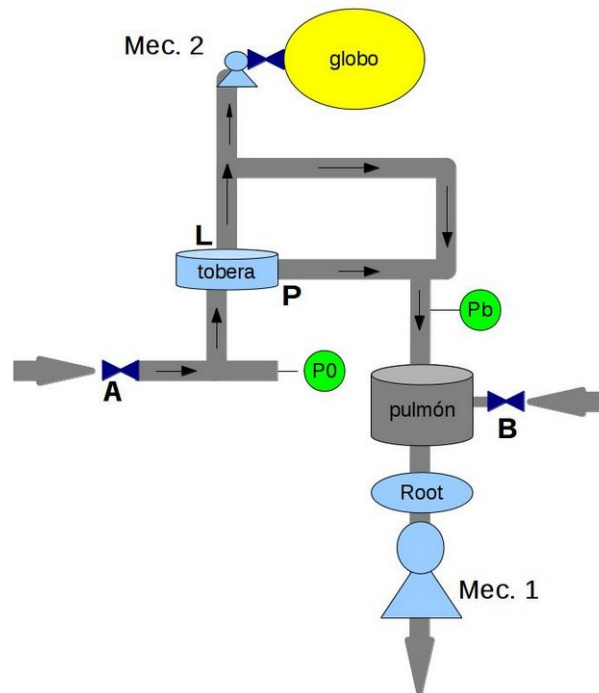 Mec. 2
globo
L
tobera
P
Pb
P0
A
pulmón
B
Root
Mec. 1